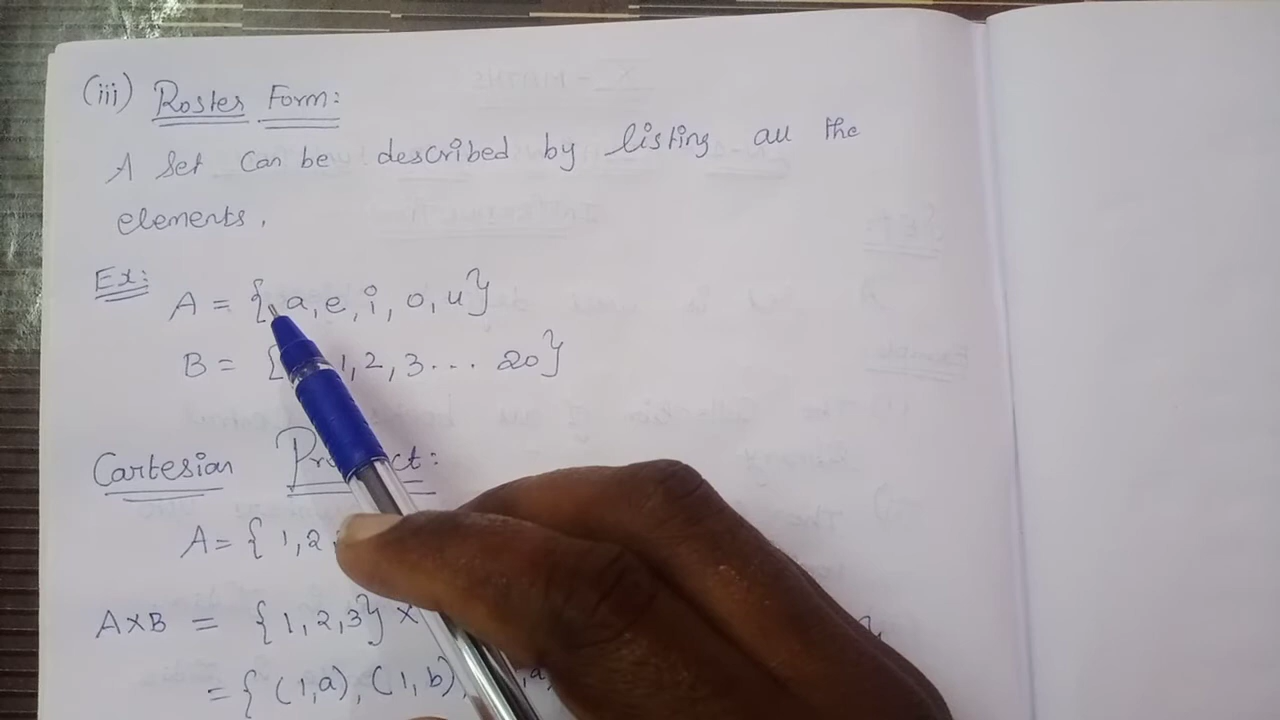 (iii) Roster Form:
A set can be described by listing all the
elements.
Ex: A = { a, e, i, o, u}
B = { 1, 2, 3... 20}
Cartesian Product:
A = { 1, 2
A×B = { 1, 2, 3} ×
= { (1,a), (1,b),